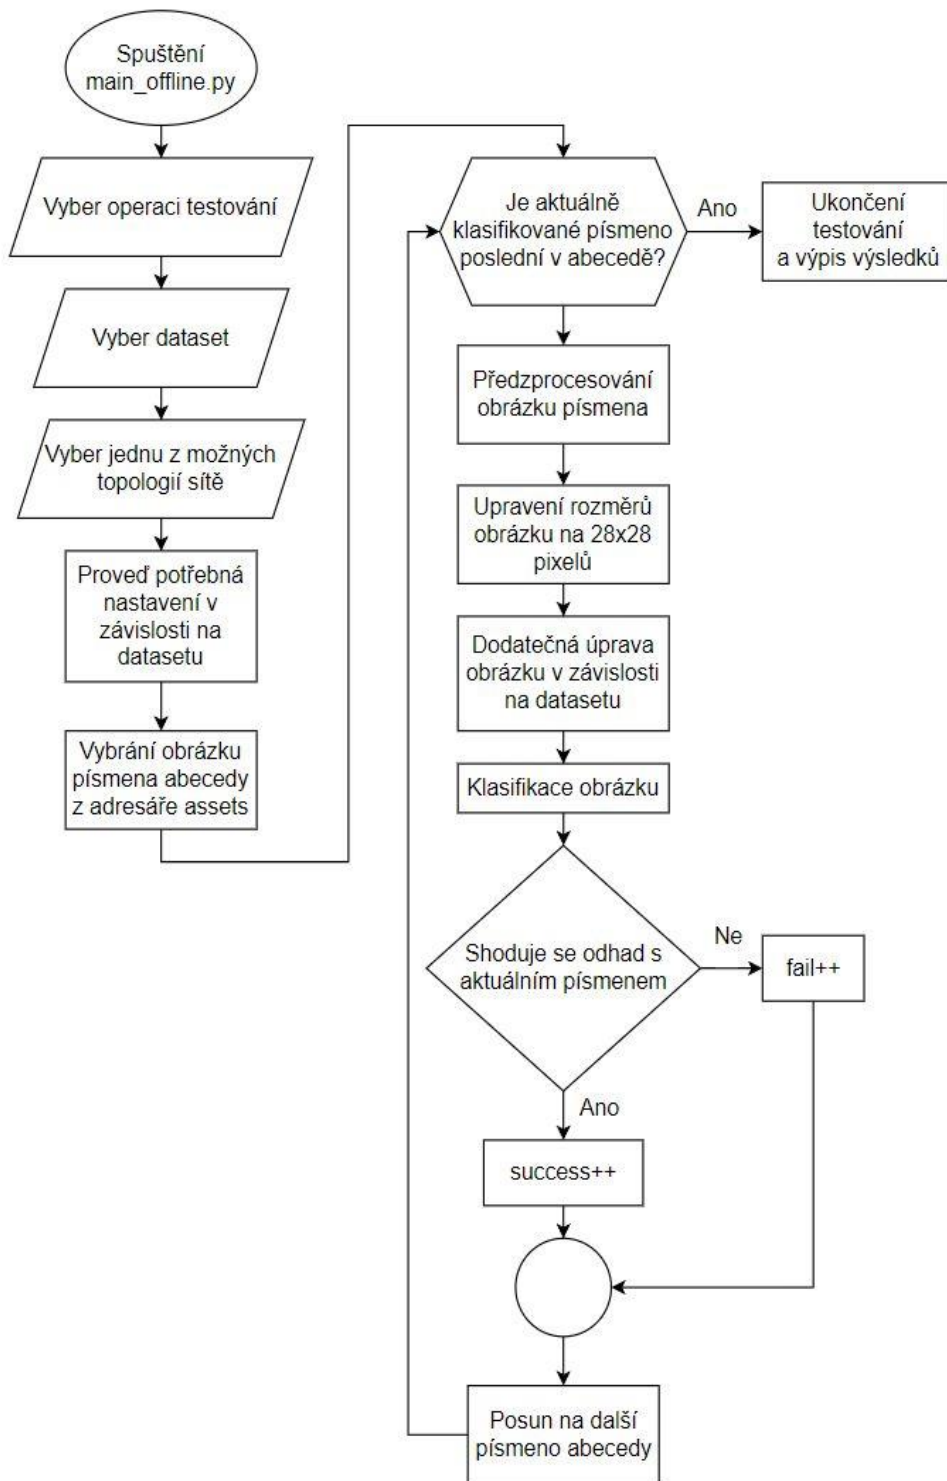 Spuštění
main_offline.py
Vyber operaci testování
Vyber dataset
Vyber jednu z možných
topologií sítě
Proveď potřebná
nastavení v
závislosti na
datasetu
Vybrání obrázku
písmena abecedy
z adresáře assets
Je aktuálně
klasifikované písmeno
poslední v abecedě?
Ano
Ukončení
testování
a výpis výsledků
Předzprocesování
obrázku písmena
Upravení rozměrů
obrázku na 28x28
pixelů
Dodatečná úprava
obrázku v závislosti
na datasetu
Klasifikace obrázku
Shoduje se odhad s
aktuálním písmenem
Ne
fail++
Ano
success++
Posun na další
písmeno abecedy